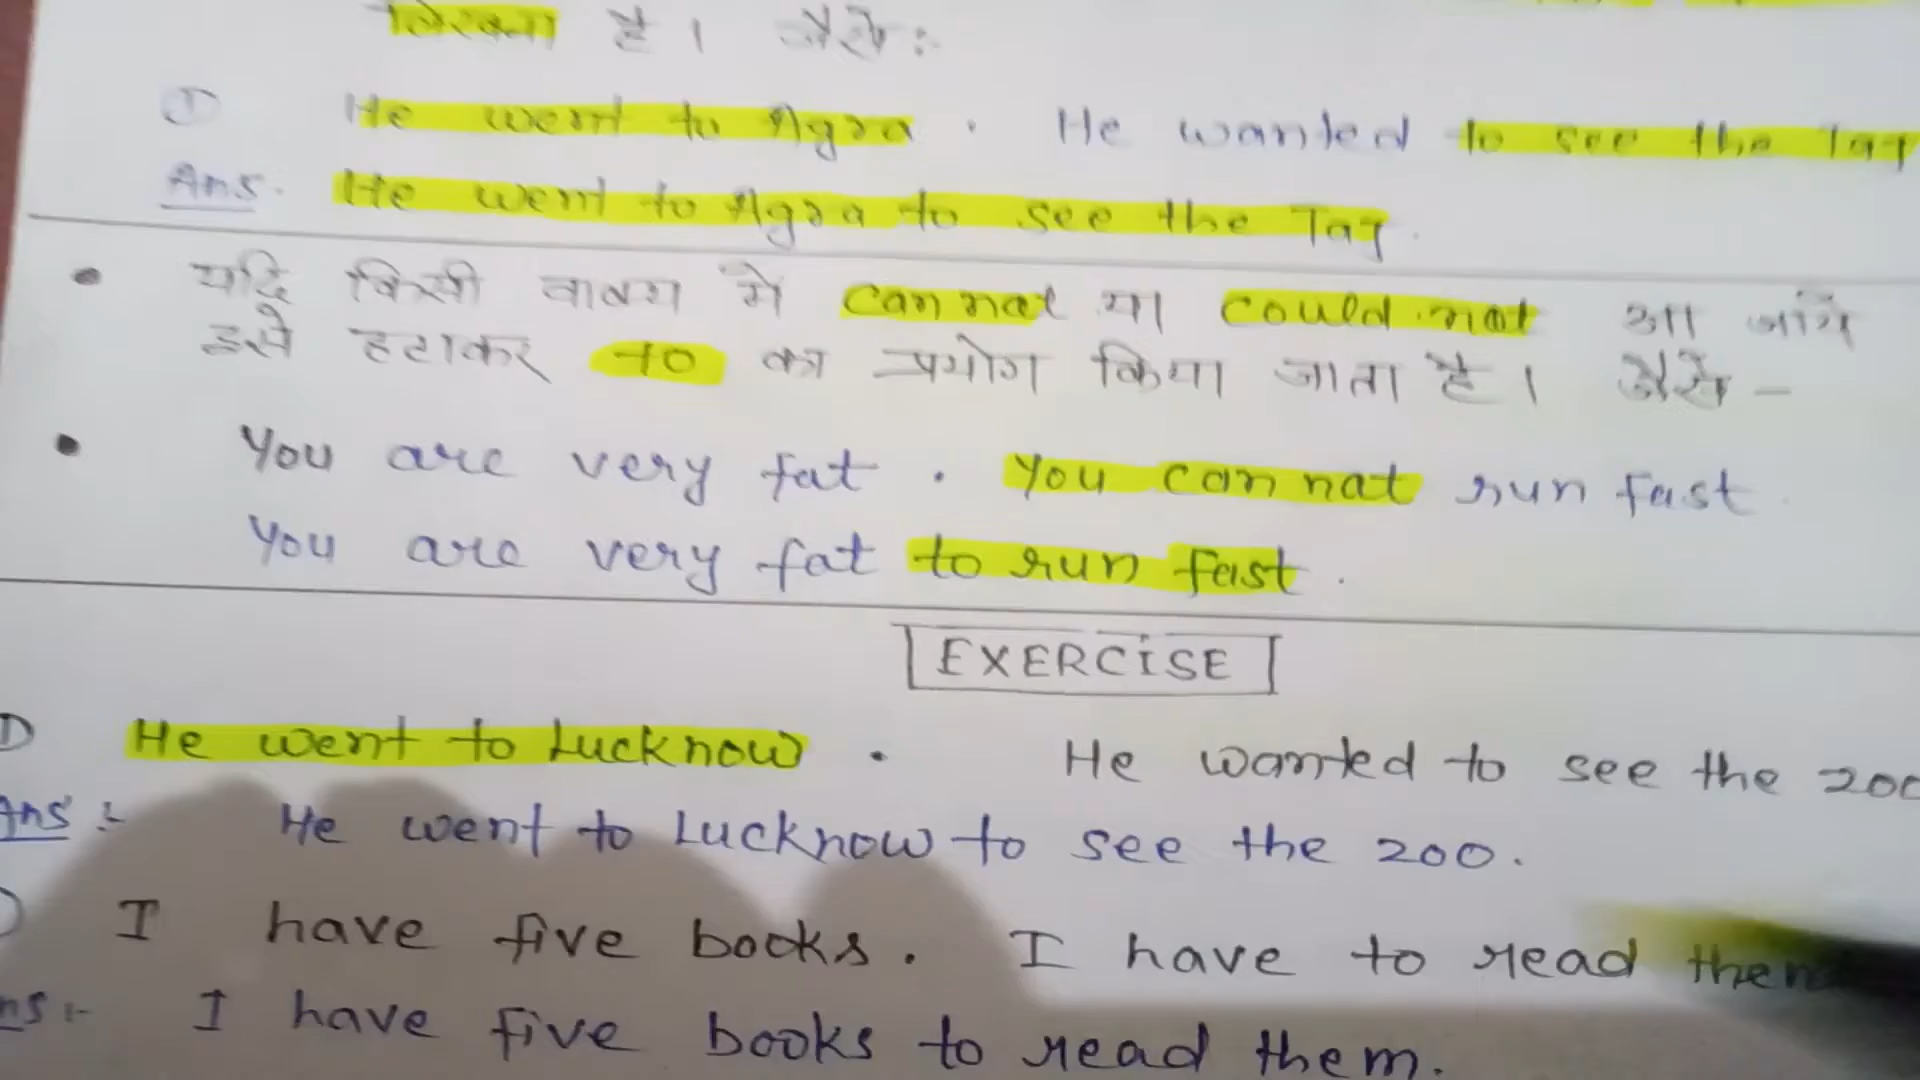 लिखना है। जैसे:-
① He went to Agra. He wanted to see the Taj
Ans. He went to Agra to see the Taj.
• यदि किसी वाक्य में can not या could not आ जाये
इसे हटाकर to का प्रयोग किया जाता है। जैसे -
• You are very fat. You can not run fast.
You are very fat to run fast.
EXERCISE
He went to Lucknow. He wanted to see the zoo
Ans:- He went to Lucknow to see the zoo.
I have five books. I have to read them
Ans:- I have five books to read them.